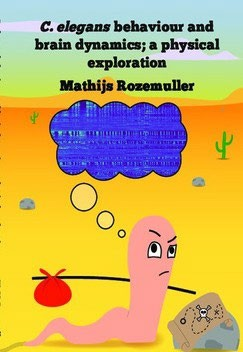 C. elegans behaviour and
brain dynamics; a physical
exploration
Mathijs Rozemuller